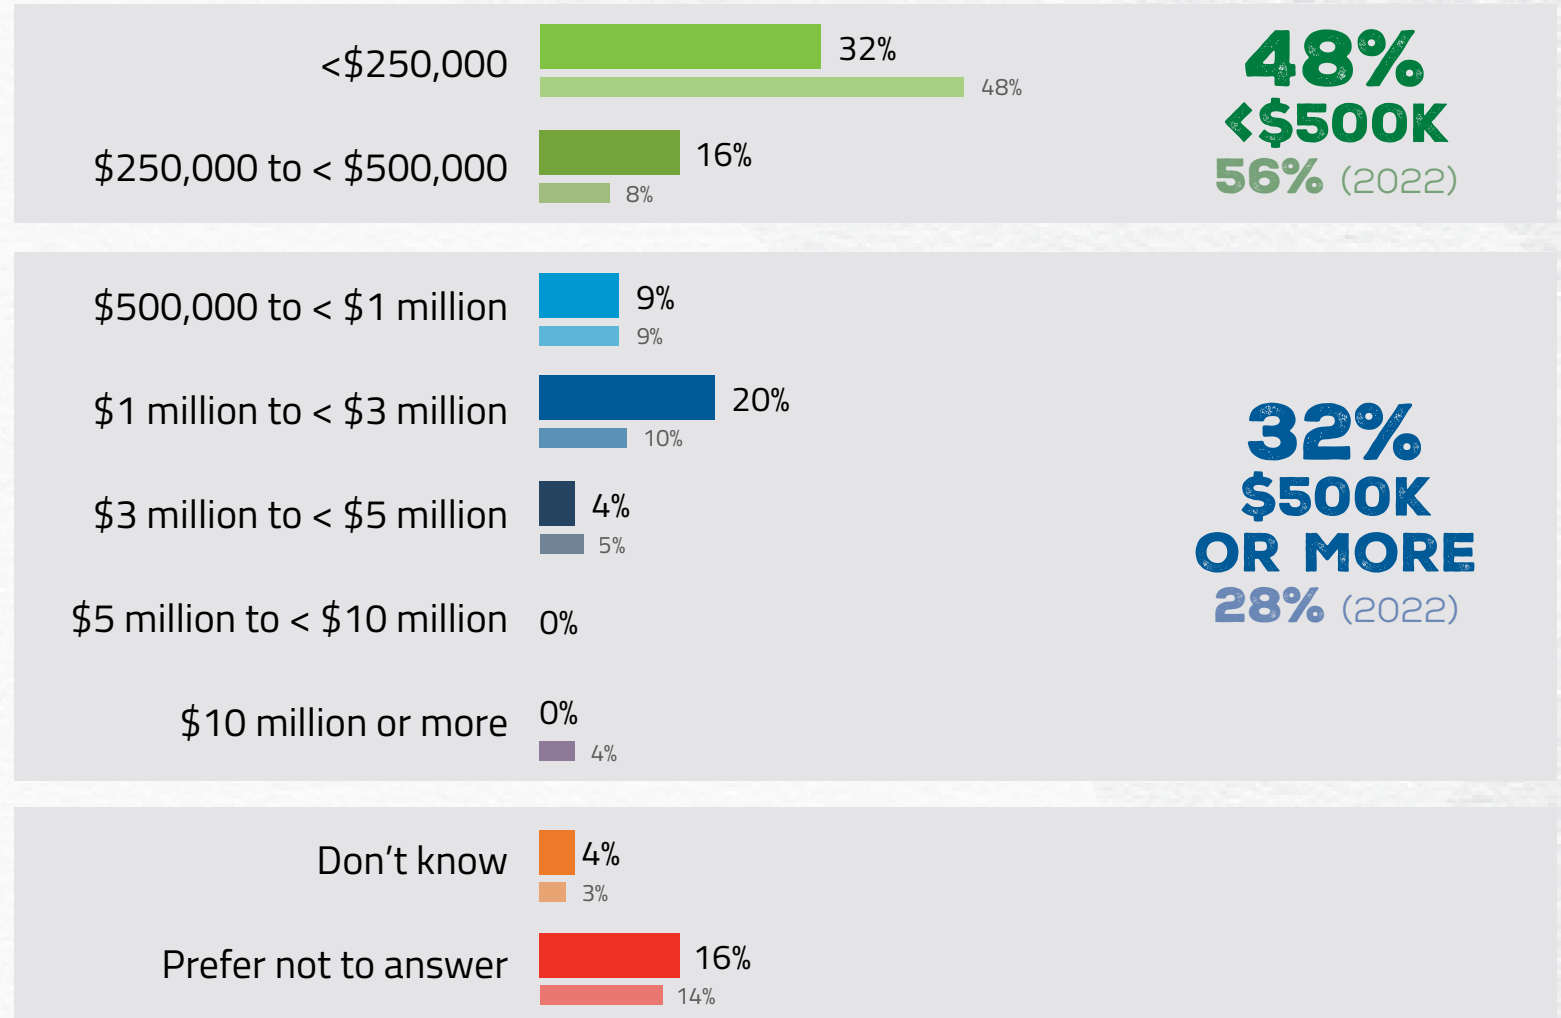 <$250,000
32%
48%
$250,000 to < $500,000
16%
8%
48%
<$500K
56% (2022)
$500,000 to < $1 million
9%
9%
$1 million to < $3 million
20%
10%
$3 million to < $5 million
4%
5%
$5 million to < $10 million
0%
$10 million or more
0%
4%
32%
$500K
OR MORE
28% (2022)
Don’t know
4%
3%
Prefer not to answer
16%
14%